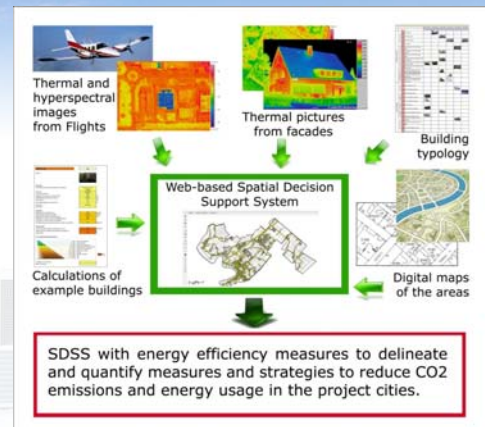 Thermal and
hyperspectral
images
from Flights
Thermal pictures
from facades
Building
typology
Web-based Spatial Decision
Support System
Calculations of
example buildings
Digital maps
of the areas
SDSS with energy efficiency measures to delineate
and quantify measures and strategies to reduce CO2
emissions and energy usage in the project cities.